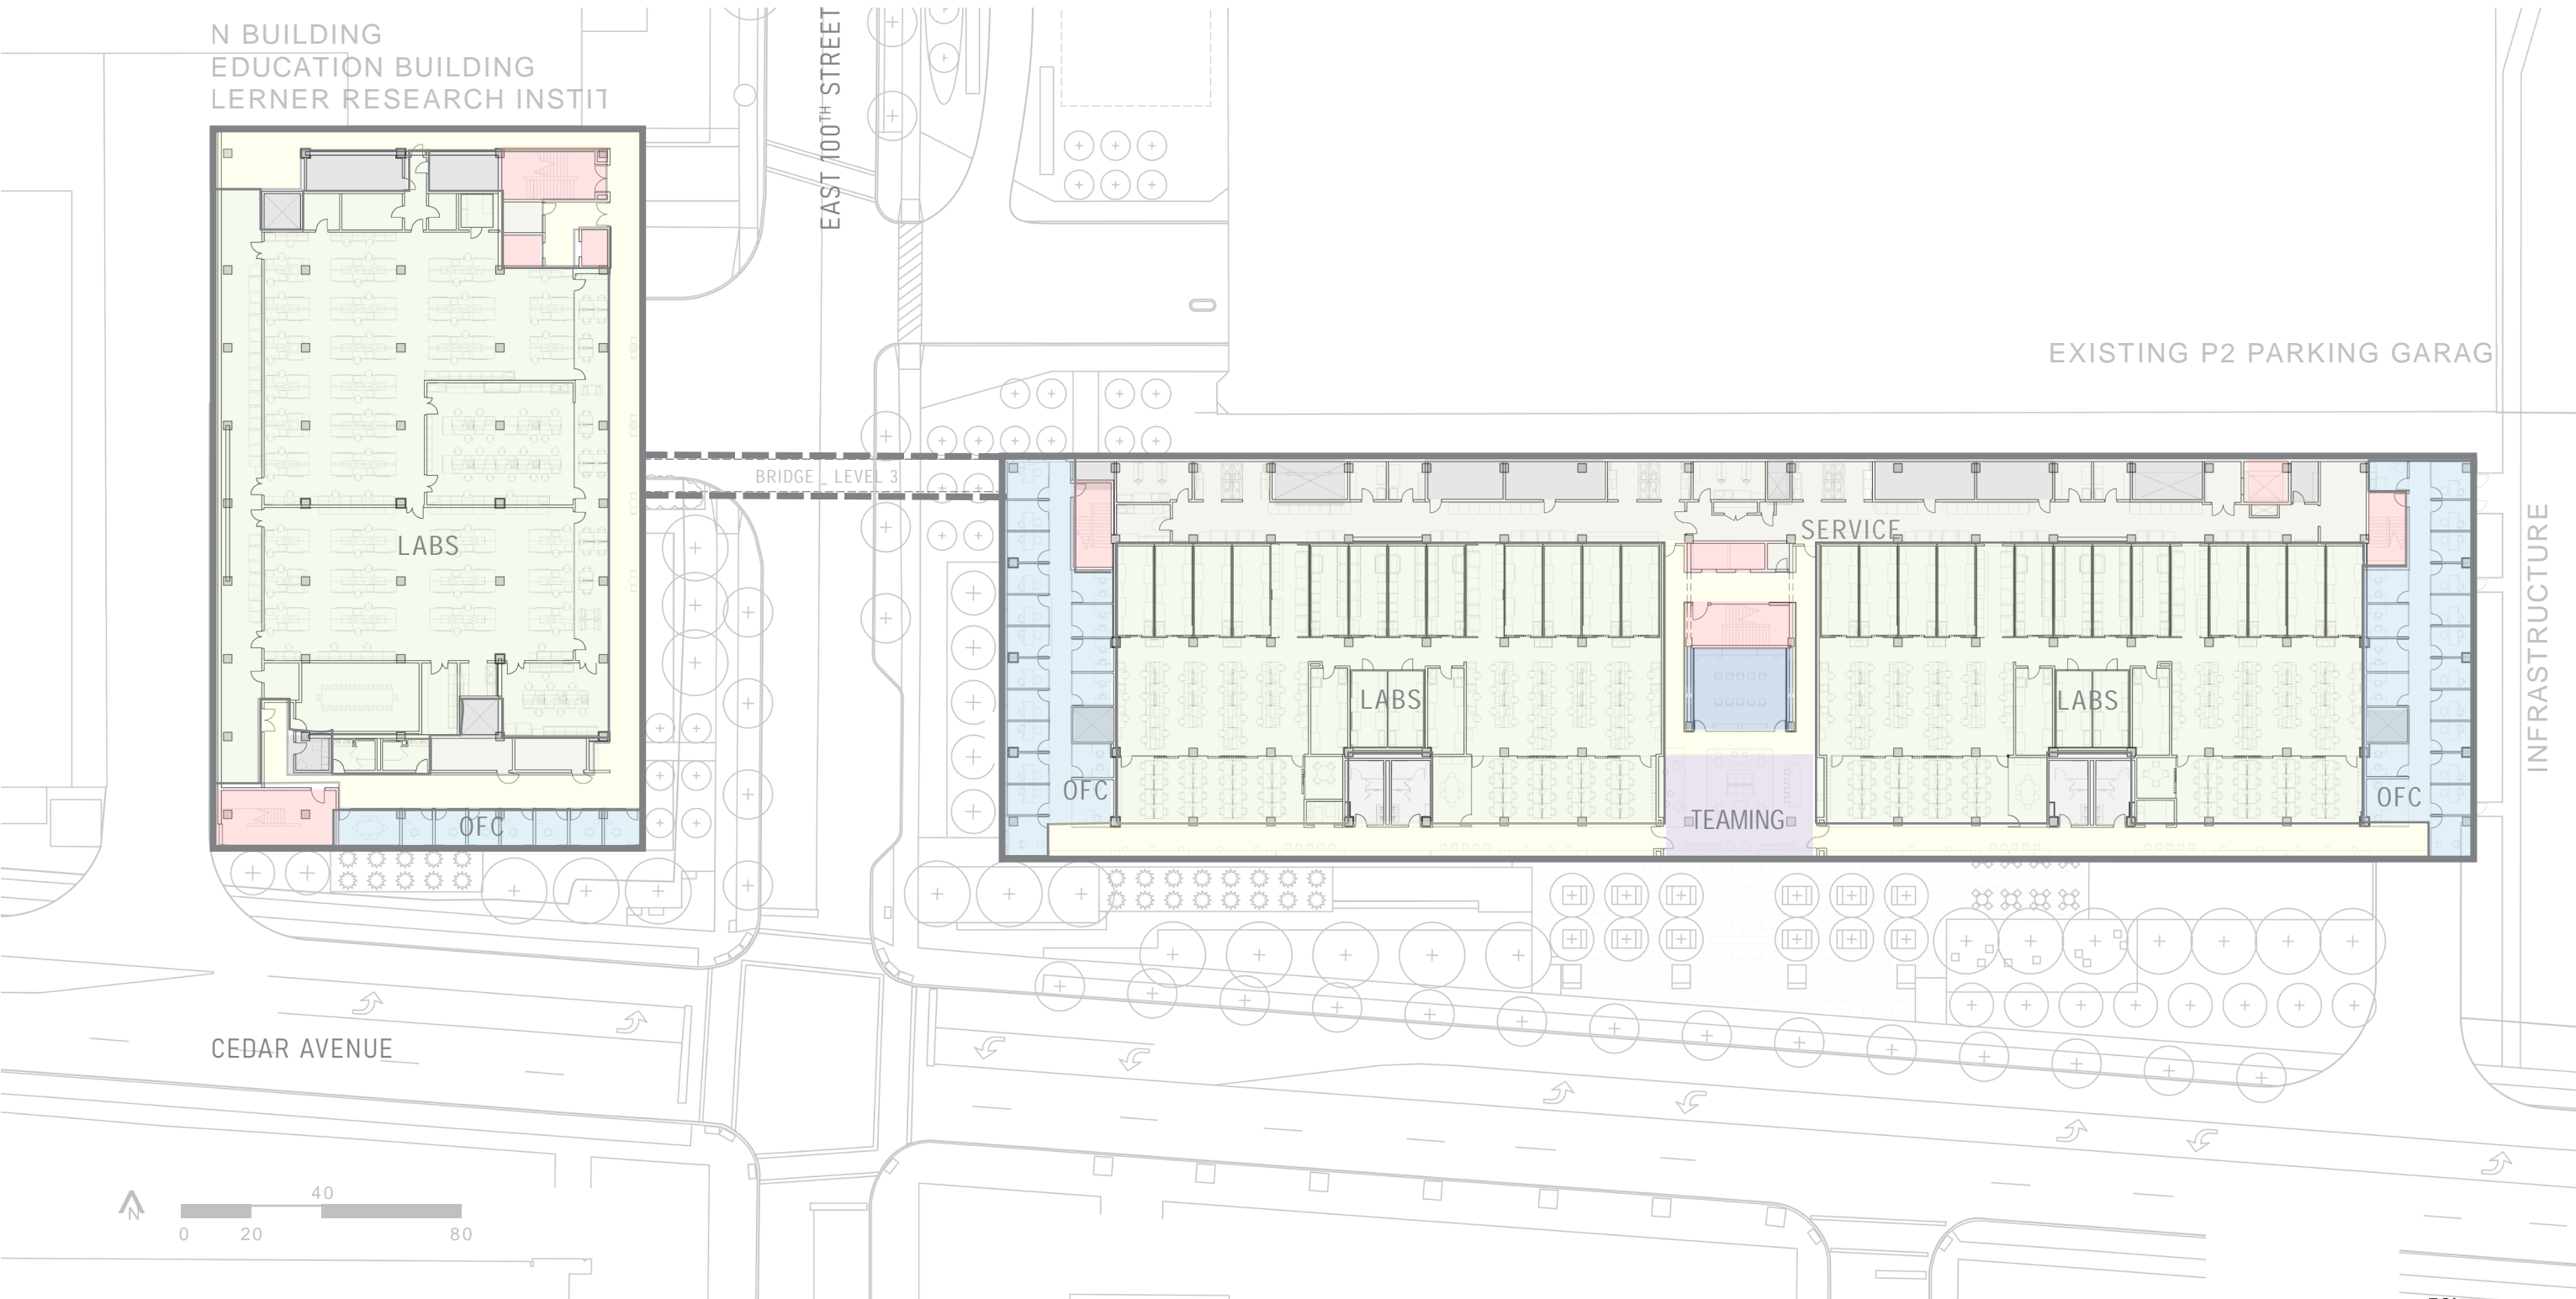 N BUILDING
EDUCATION BUILDING
LERNER RESEARCH INSTIT
EAST 100TH STREET
EXISTING P2 PARKING GARAG
BRIDGE _ LEVEL 3
SERVICE
LABS
LABS
LABS
INFRASTRUCTURE
OFC
OFC
TEAMING
OFC
CEDAR AVENUE
N
40
0 20 80